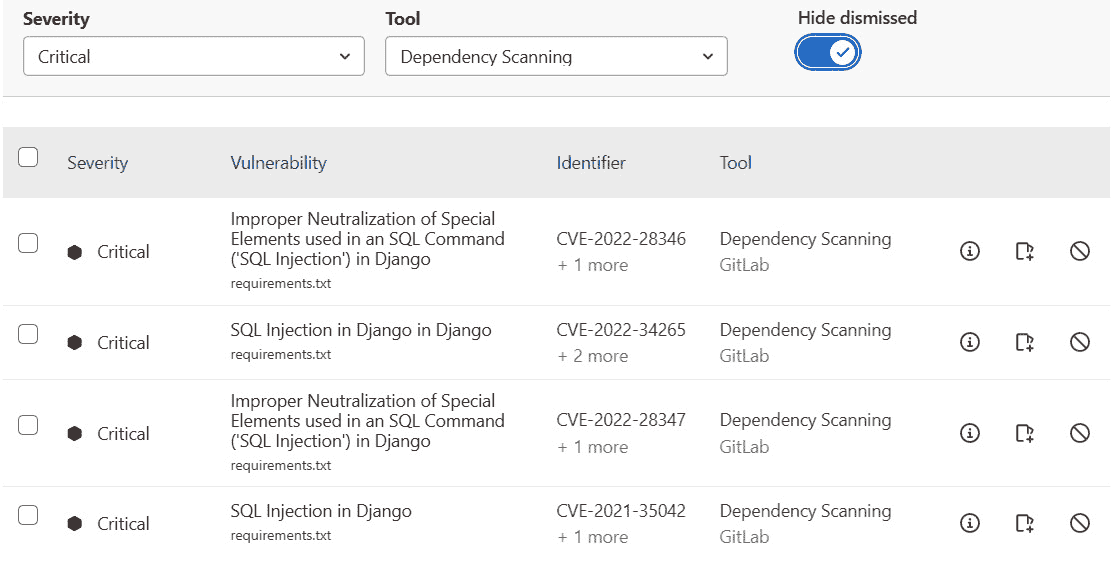 Severity
Tool
Hide dismissed
Critical
Dependency Scanning
Severity
Vulnerability
Identifier
Tool
Critical
Improper Neutralization of Special
Elements used in an SQL Command
('SQL Injection') in Django
requirements.txt
CVE-2022-28346
+ 1 more
Dependency Scanning
GitLab
Critical
SQL Injection in Django in Django
requirements.txt
CVE-2022-34265
+ 2 more
Dependency Scanning
GitLab
Critical
Improper Neutralization of Special
Elements used in an SQL Command
('SQL Injection') in Django
requirements.txt
CVE-2022-28347
+ 1 more
Dependency Scanning
GitLab
Critical
SQL Injection in Django
requirements.txt
CVE-2021-35042
+ 1 more
Dependency Scanning
GitLab